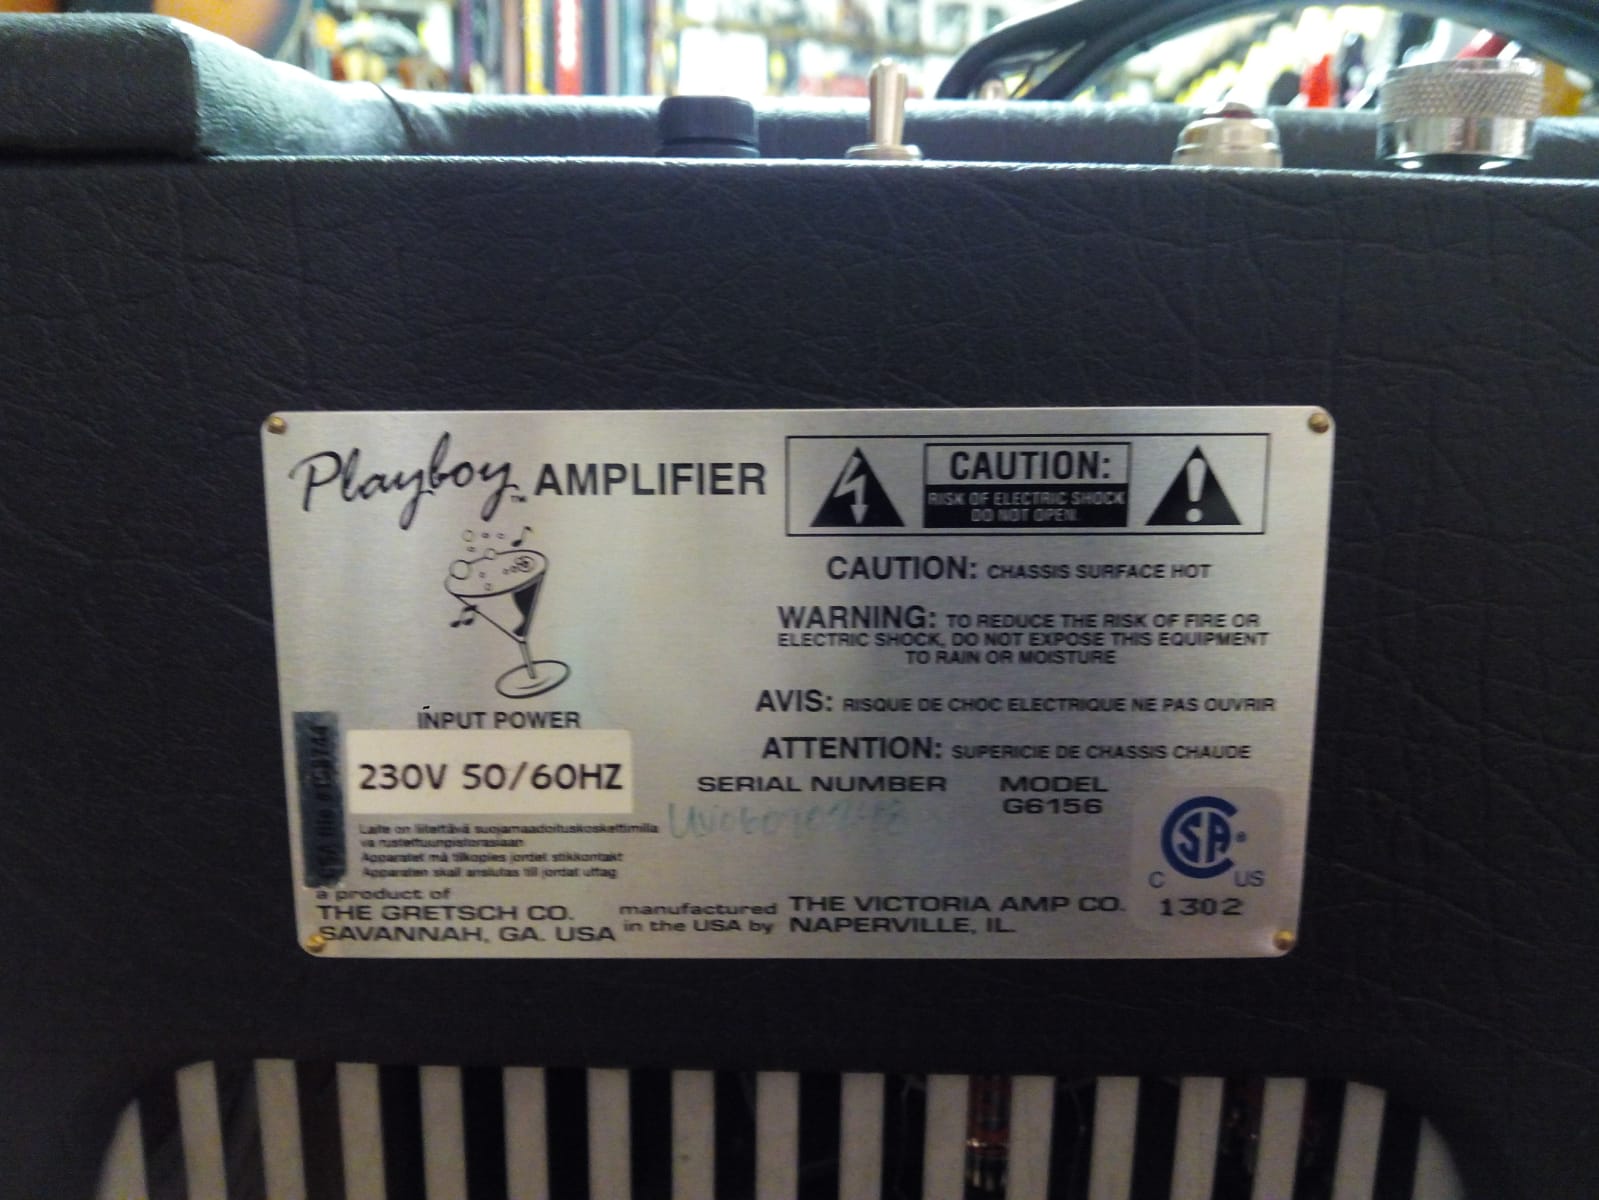 Playboy™ AMPLIFIER
CAUTION:
RISK OF ELECTRIC SHOCK
DO NOT OPEN.
CAUTION: CHASSIS SURFACE HOT
WARNING: TO REDUCE THE RISK OF FIRE OR
ELECTRIC SHOCK, DO NOT EXPOSE THIS EQUIPMENT
TO RAIN OR MOISTURE
AVIS: RISQUE DE CHOC ELECTRIQUE NE PAS OUVRIR
ATTENTION: SUPERICIE DE CHASSIS CHAUDE
INPUT POWER
230V 50/60HZ
SERIAL NUMBER
MODEL
G6156
Laite on liitettävä suojamaadoituskoskettimilla
Apparatet må tilkoples jordet stikkontakt
Apparaten skall anslutas till jordat uttag
a product of
THE GRETSCH CO.
SAVANNAH, GA. USA
manufactured
in the USA by
THE VICTORIA AMP CO.
NAPERVILLE, IL.
CSA®
C US
1302